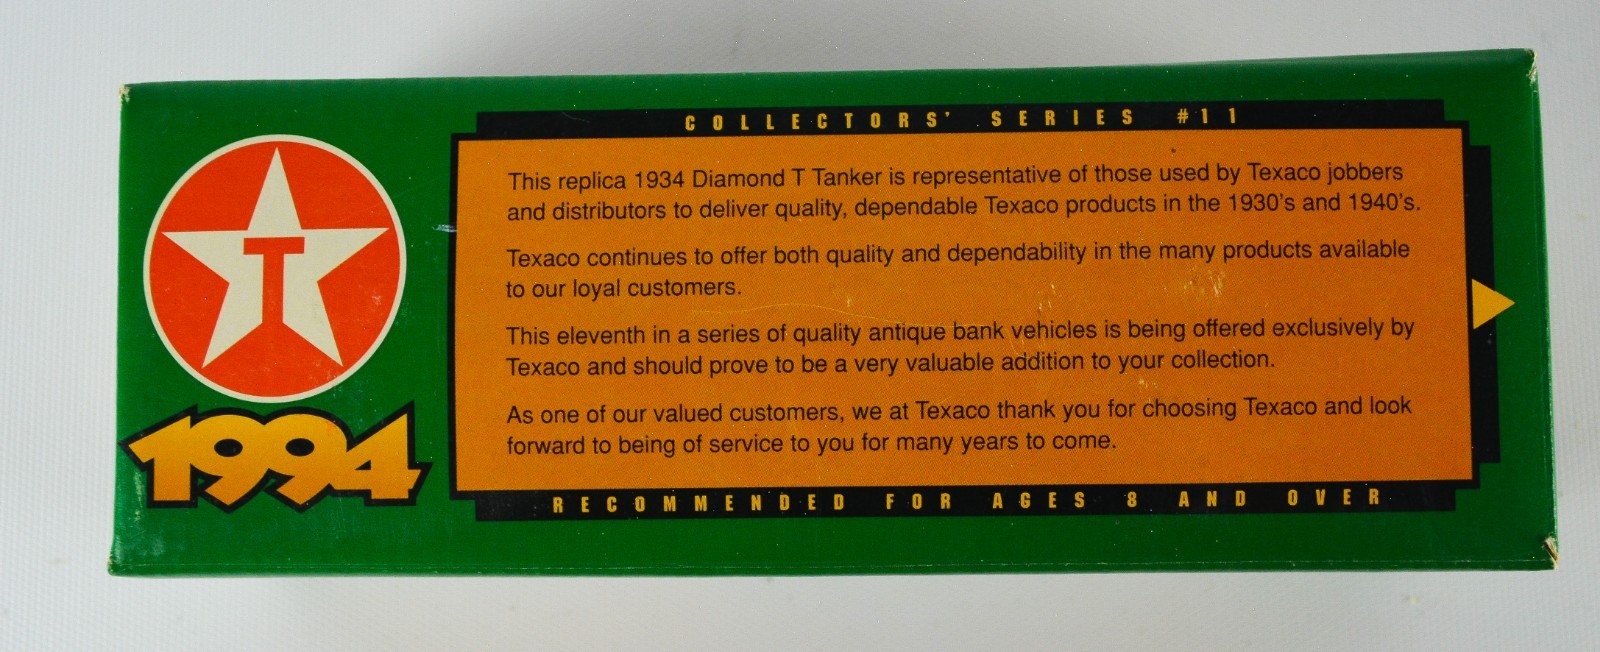 COLLECTORS' SERIES #11
This replica 1934 Diamond T Tanker is representative of those used by Texaco jobbers
and distributors to deliver quality, dependable Texaco products in the 1930's and 1940's.
Texaco continues to offer both quality and dependability in the many products available
to our loyal customers.
This eleventh in a series of quality antique bank vehicles is being offered exclusively by
Texaco and should prove to be a very valuable addition to your collection.
As one of our valued customers, we at Texaco thank you for choosing Texaco and look
forward to being of service to you for many years to come.
RECOMMENDED FOR AGES 8 AND OVER
T
1994